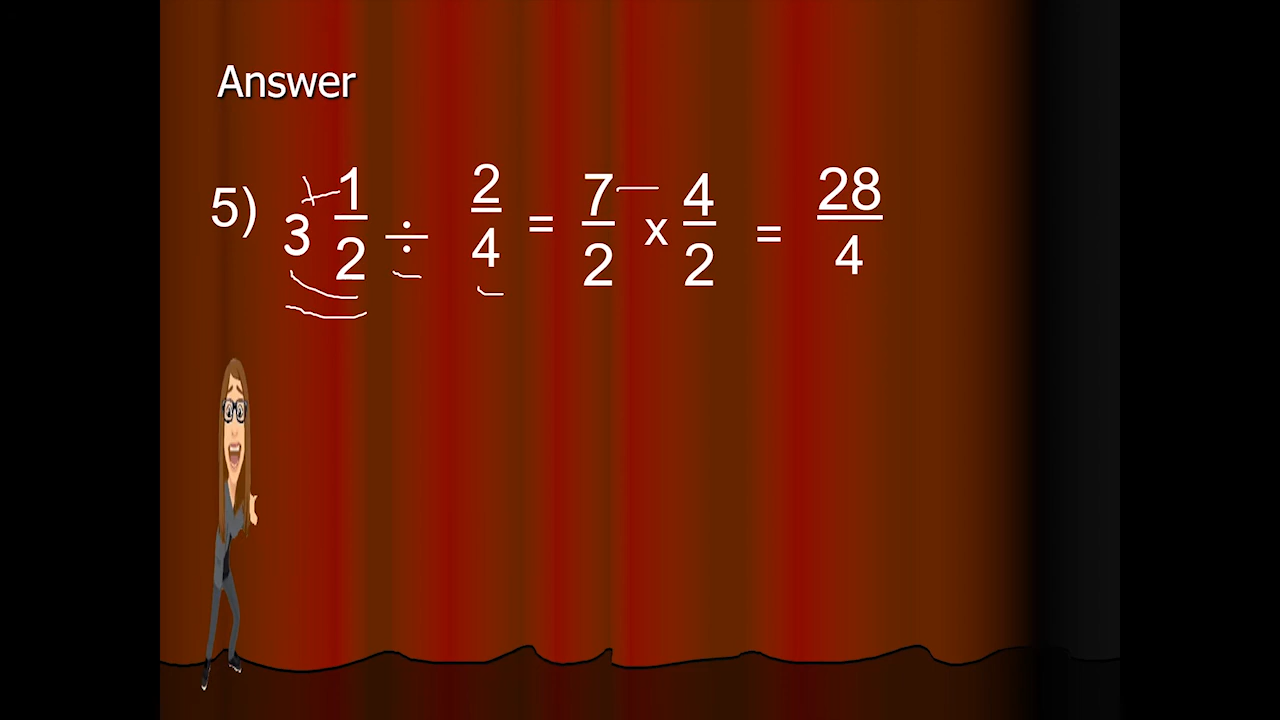 Answer
5) 3 1/2 ÷ 2/4 = 7/2 x 4/2 = 28/4